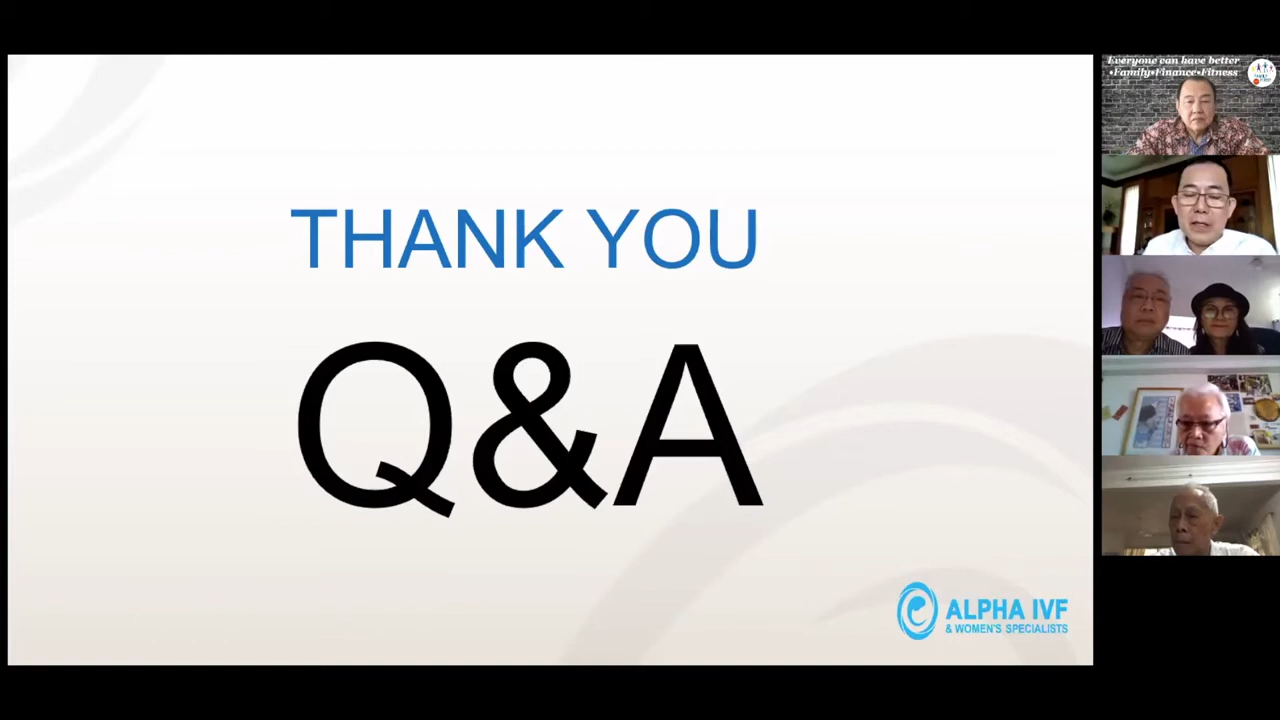 THANK YOU
Q&A
ALPHA IVF
& WOMEN'S SPECIALISTS
Everyone can have better
•Family•Finance•Fitness